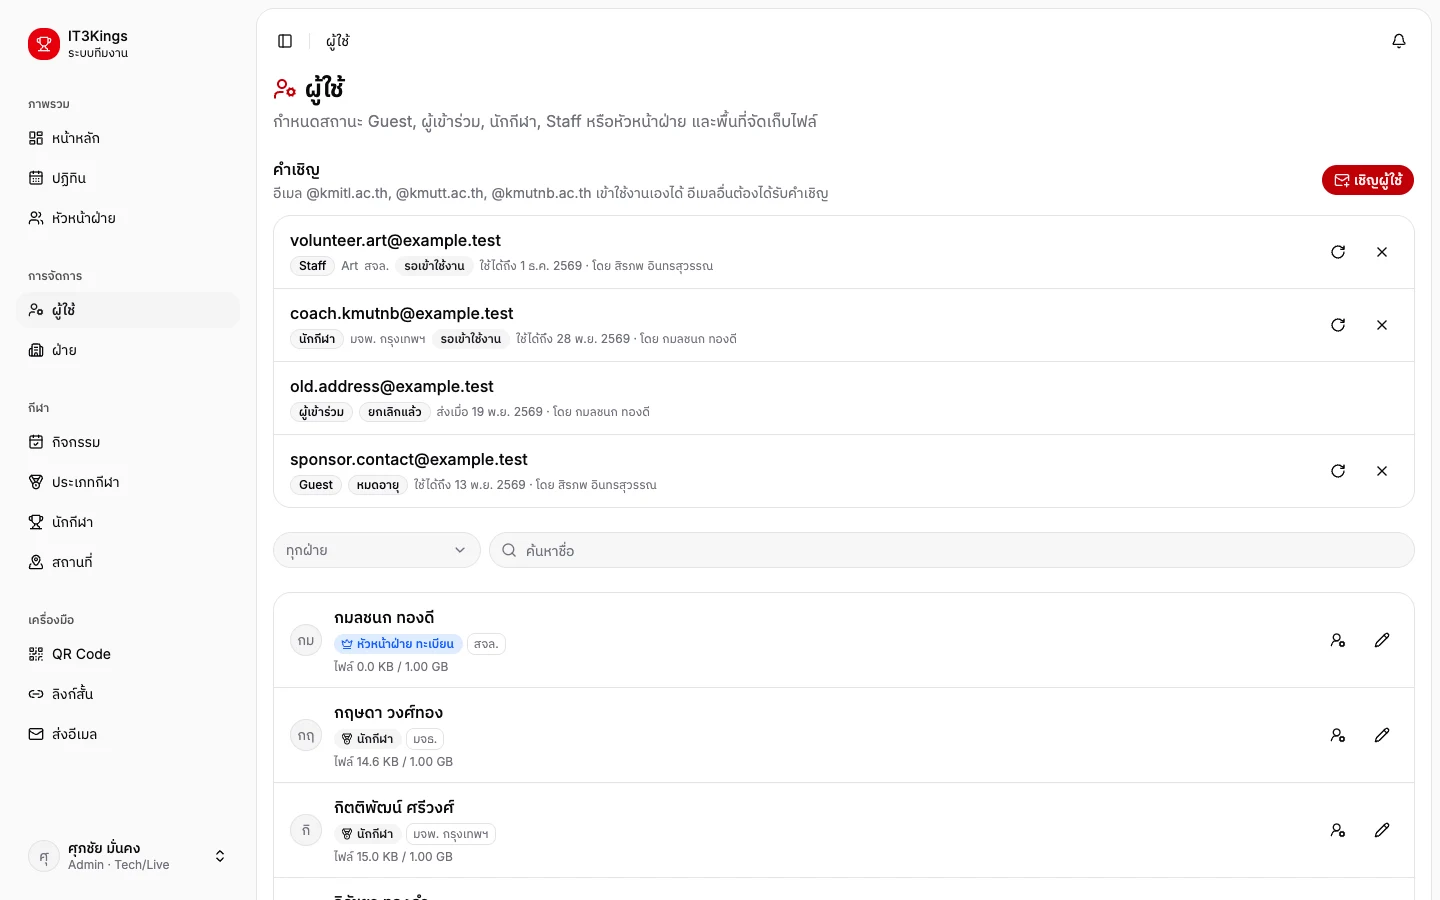 IT3Kings
ระบบทีมงาน
ภาพรวม
หน้าหลัก
ปฏิทิน
หัวหน้าฝ่าย
การจัดการ
ผู้ใช้
ฝ่าย
กีฬา
กิจกรรม
ประเภทกีฬา
นักกีฬา
สถานที่
เครื่องมือ
QR Code
ลิงก์สั้น
ส่งอีเมล
ศุ
ศุภชัย มั่นคง
Admin · Tech/Live
ผู้ใช้
ผู้ใช้
กำหนดสถานะ Guest, ผู้เข้าร่วม, นักกีฬา, Staff หรือหัวหน้าฝ่าย และพื้นที่จัดเก็บไฟล์
คำเชิญ
อีเมล @kmitl.ac.th, @kmutt.ac.th, @kmutnb.ac.th เข้าใช้งานเองได้ อีเมลอื่นต้องได้รับคำเชิญ
เชิญผู้ใช้
volunteer.art@example.test
Staff Art สจล. รอเข้าใช้งาน ใช้ได้ถึง 1 ธ.ค. 2569 · โดย สิรภพ อินทรสุวรรณ
coach.kmutnb@example.test
นักกีฬา มจพ. กรุงเทพฯ รอเข้าใช้งาน ใช้ได้ถึง 28 พ.ย. 2569 · โดย กมลชนก ทองดี
old.address@example.test
ผู้เข้าร่วม ยกเลิกแล้ว ส่งเมื่อ 19 พ.ย. 2569 · โดย กมลชนก ทองดี
sponsor.contact@example.test
Guest หมดอายุ ใช้ได้ถึง 13 พ.ย. 2569 · โดย สิรภพ อินทรสุวรรณ
ทุกฝ่าย
ค้นหาชื่อ
กม
กมลชนก ทองดี
หัวหน้าฝ่าย ทะเบียน สจล.
ไฟล์ 0.0 KB / 1.00 GB
กฤ
กฤษดา วงศ์ทอง
นักกีฬา มจธ.
ไฟล์ 14.6 KB / 1.00 GB
กิ
กิตติพัฒน์ ศรีวงศ์
นักกีฬา มจพ. กรุงเทพฯ
ไฟล์ 15.0 KB / 1.00 GB